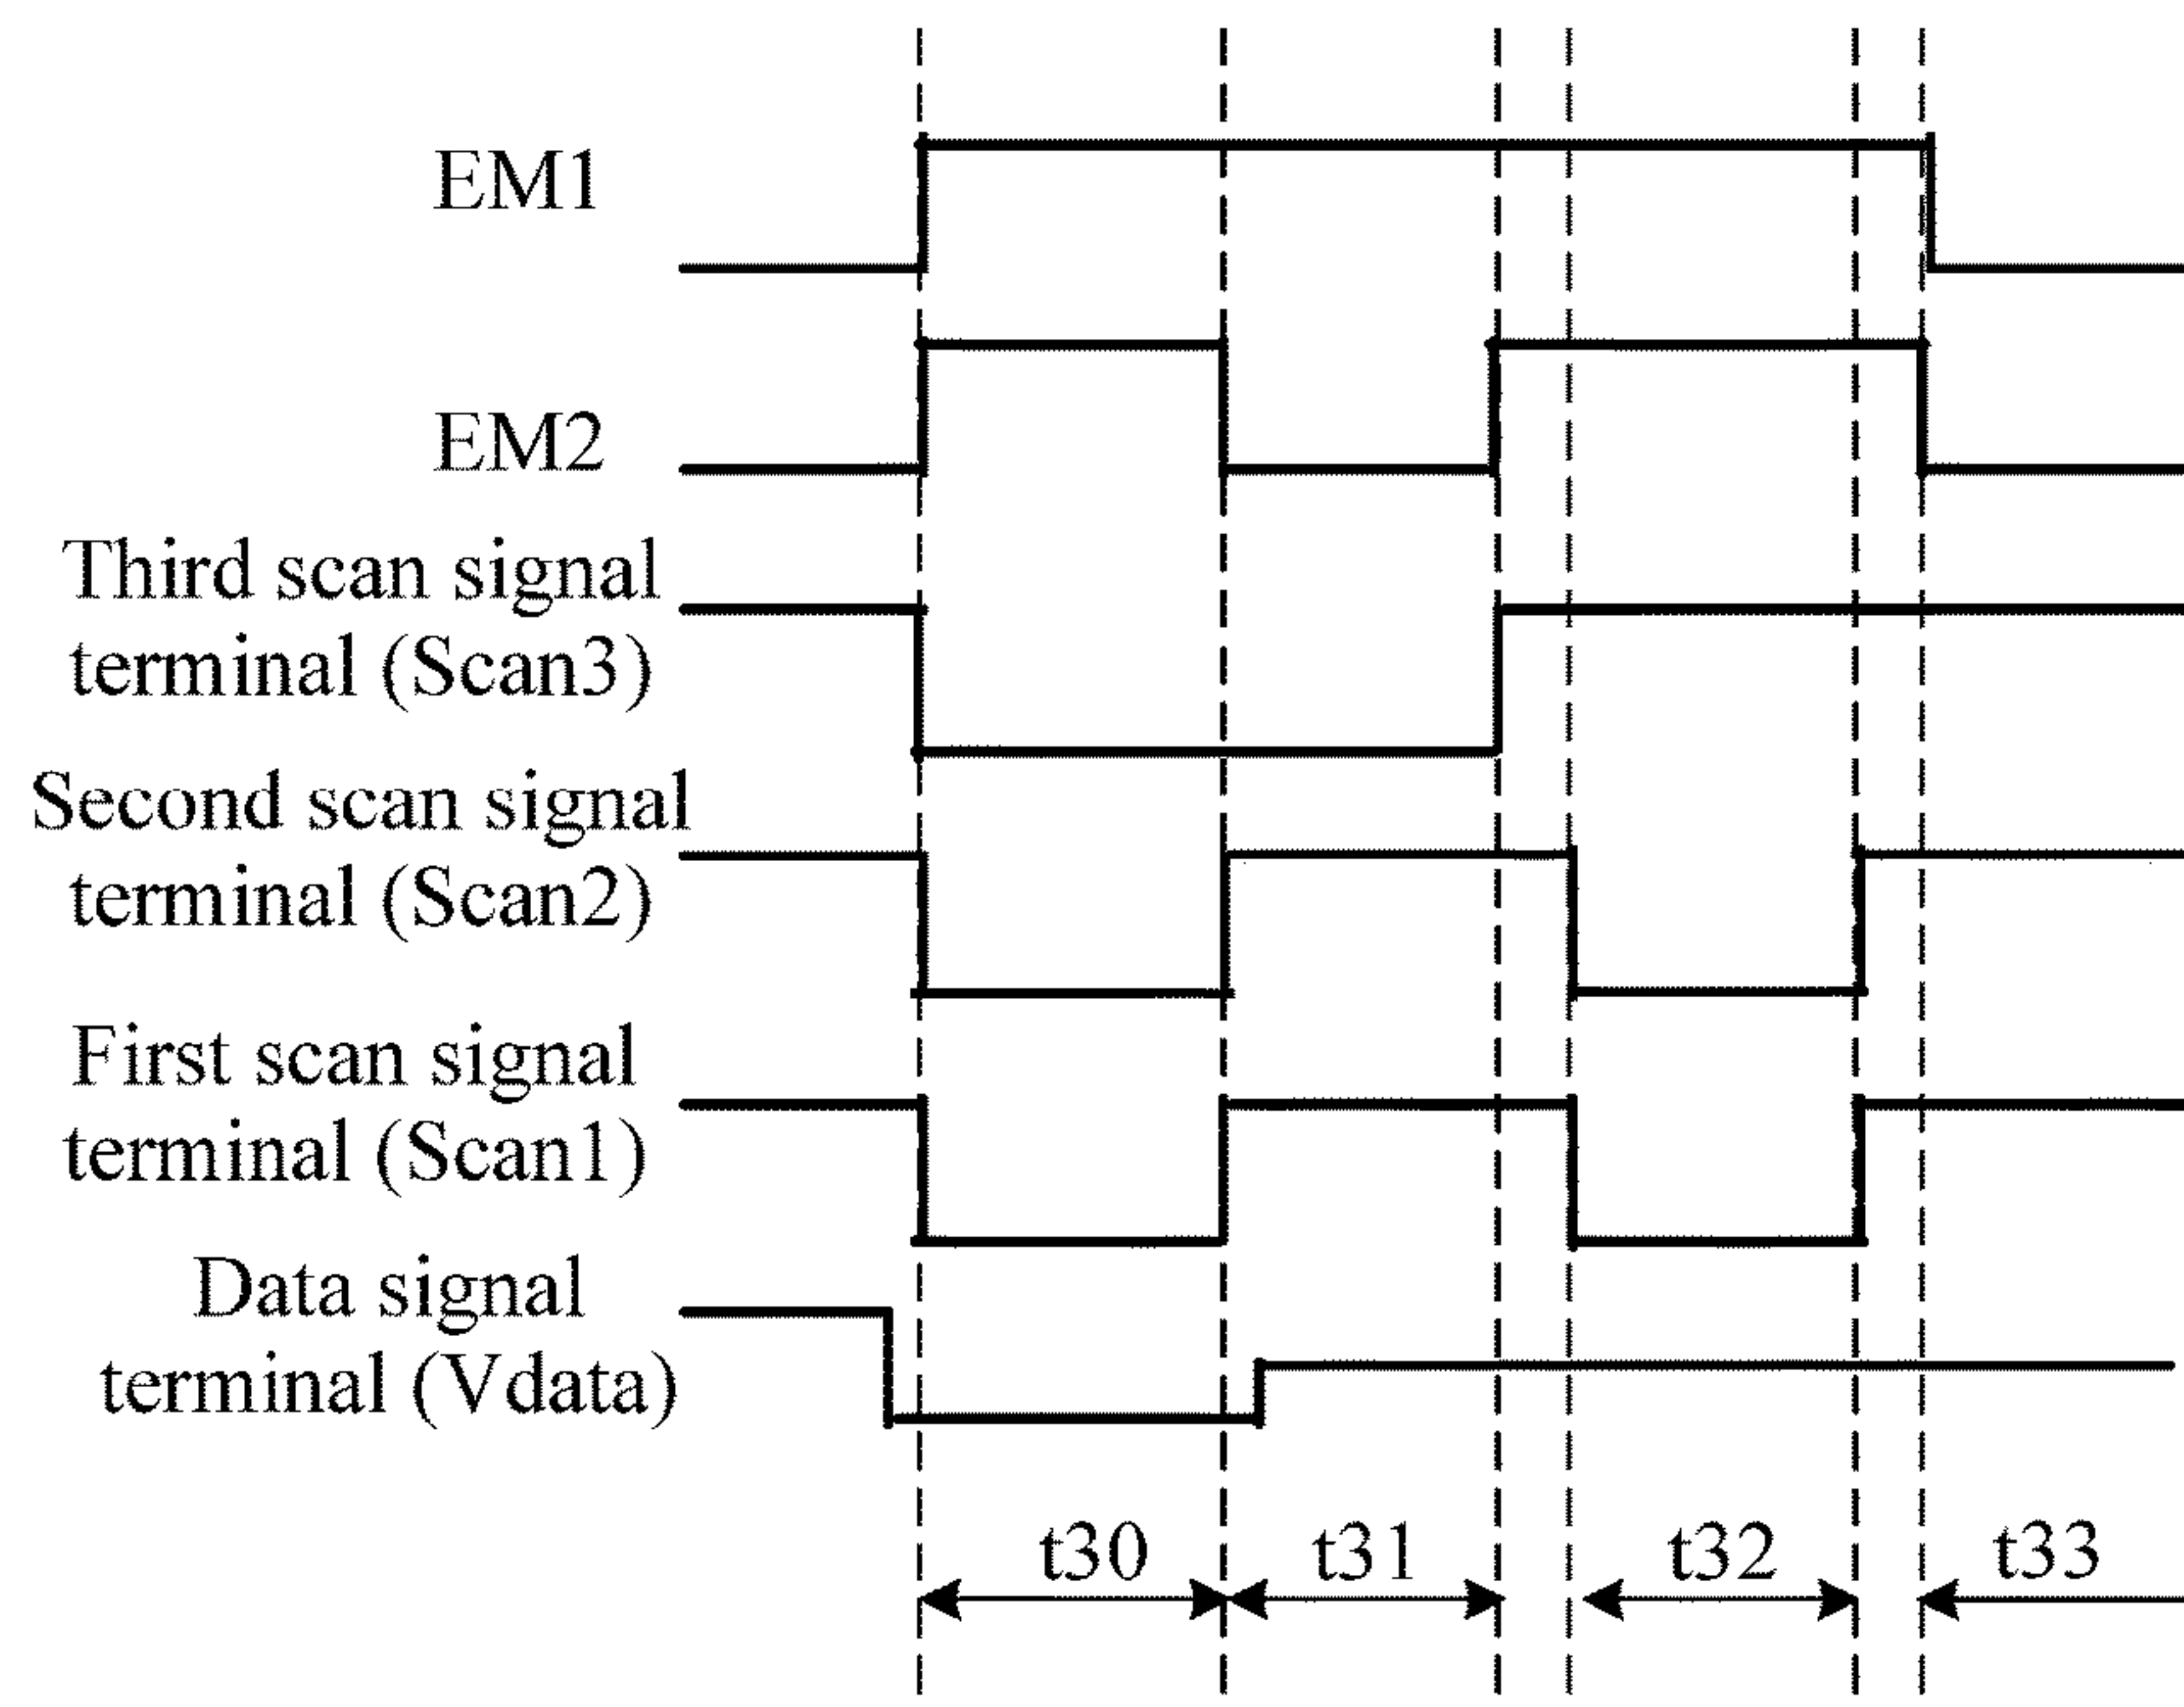 EM1
EM2
Third scan signal
terminal (Scan3)
Second scan signal
terminal (Scan2)
First scan signal
terminal (Scan1)
Data signal
terminal (Vdata)
t30 t31 t32 t33